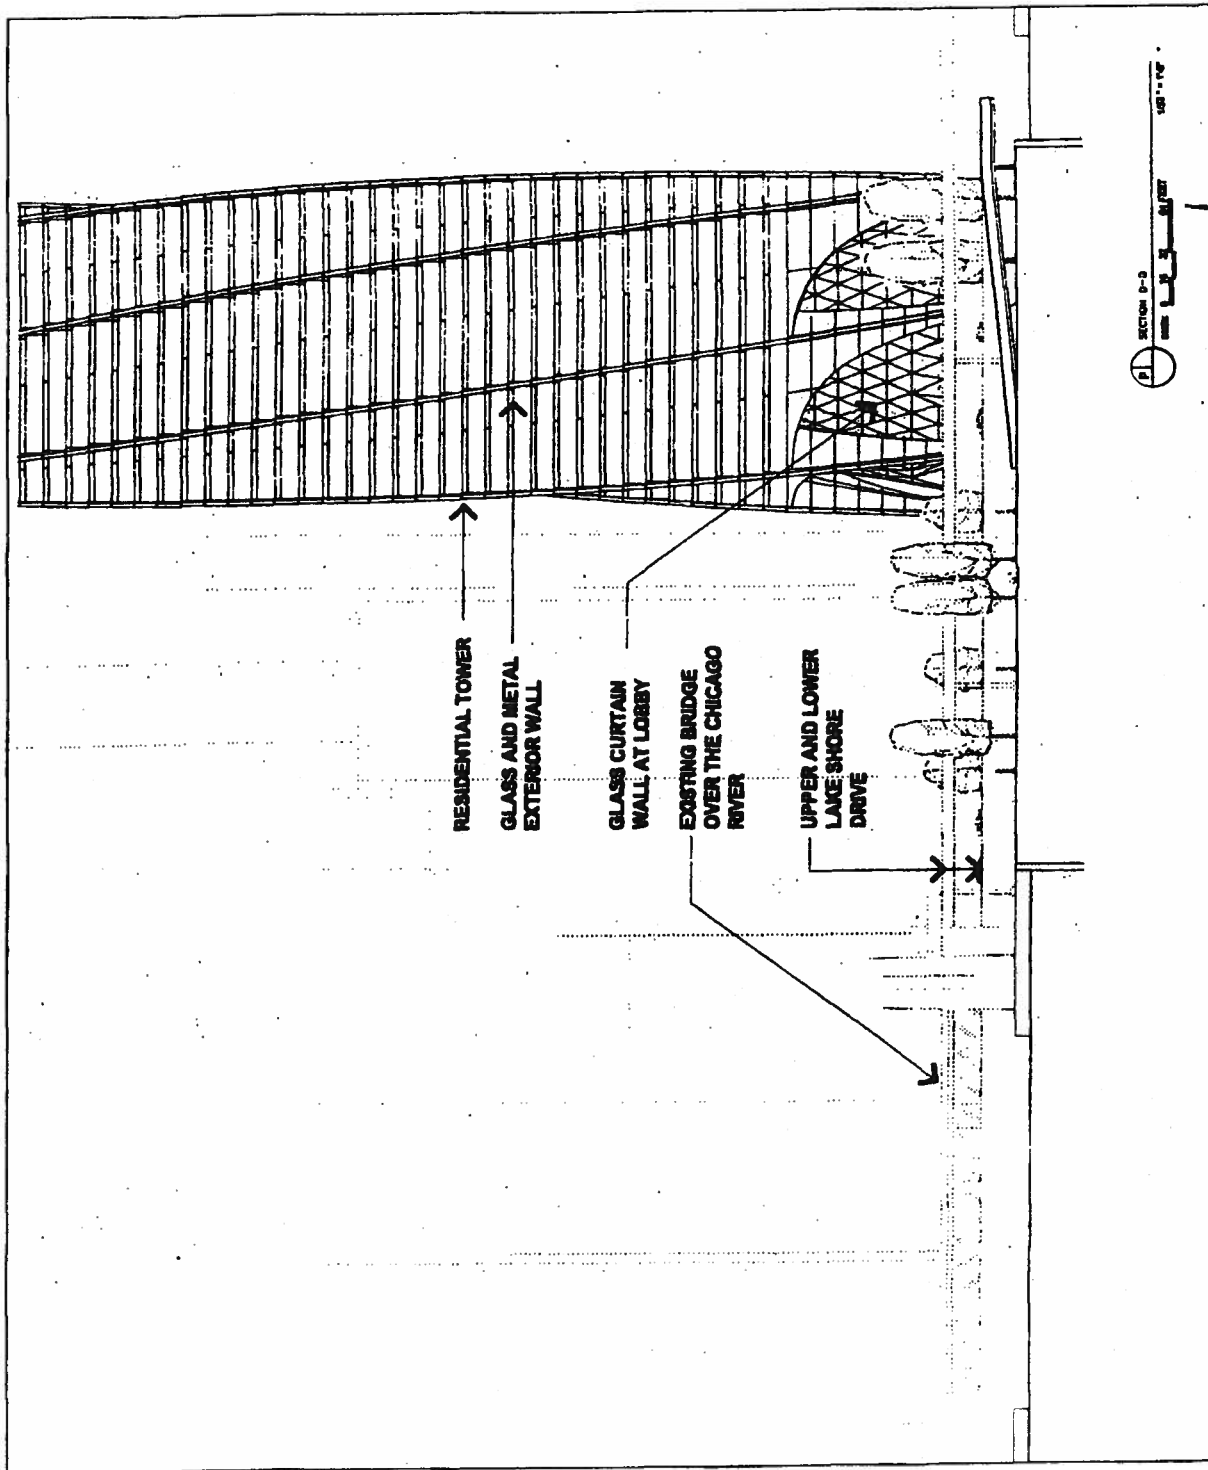 RESIDENTIAL TOWER
GLASS AND METAL
EXTERIOR WALL
GLASS CURTAIN
WALL AT LOBBY
EXISTING BRIDGE
OVER THE CHICAGO
RIVER
UPPER AND LOWER
LAKE SHORE
DRIVE
SECTION D-D